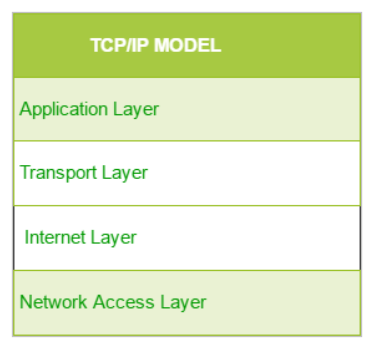 TCP/IP MODEL
Application Layer
Transport Layer
Internet Layer
Network Access Layer